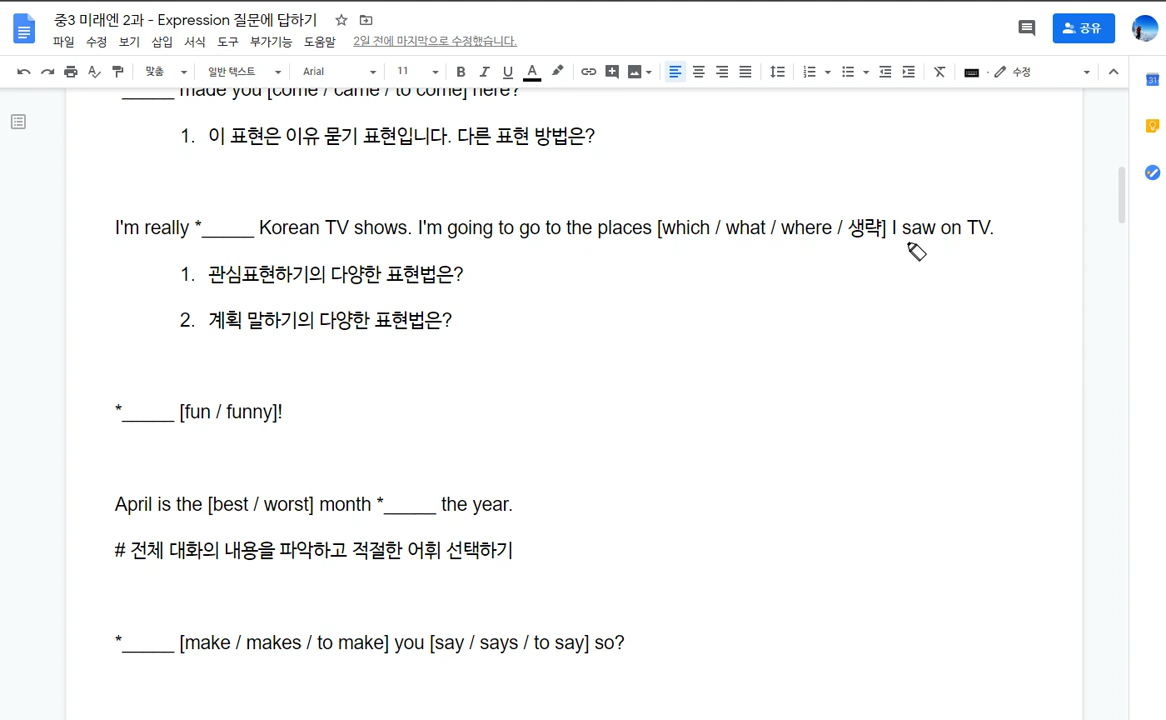 중3 미래엔 2과 - Expression 질문에 답하기
파일 수정 보기 삽입 서식 도구 부가기능 도움말 2일 전에 마지막으로 수정했습니다.
공유
맞춤 일반 텍스트 Arial 11 B I U A 수정
31
_____ made you [come / came / to come] here?
1. 이 표현은 이유 묻기 표현입니다. 다른 표현 방법은?
I'm really *_____ Korean TV shows. I'm going to go to the places [which / what / where / 생략] I saw on TV.
1. 관심표현하기의 다양한 표현법은?
2. 계획 말하기의 다양한 표현법은?
*_____ [fun / funny]!
April is the [best / worst] month *_____ the year.
# 전체 대화의 내용을 파악하고 적절한 어휘 선택하기
*_____ [make / makes / to make] you [say / says / to say] so?